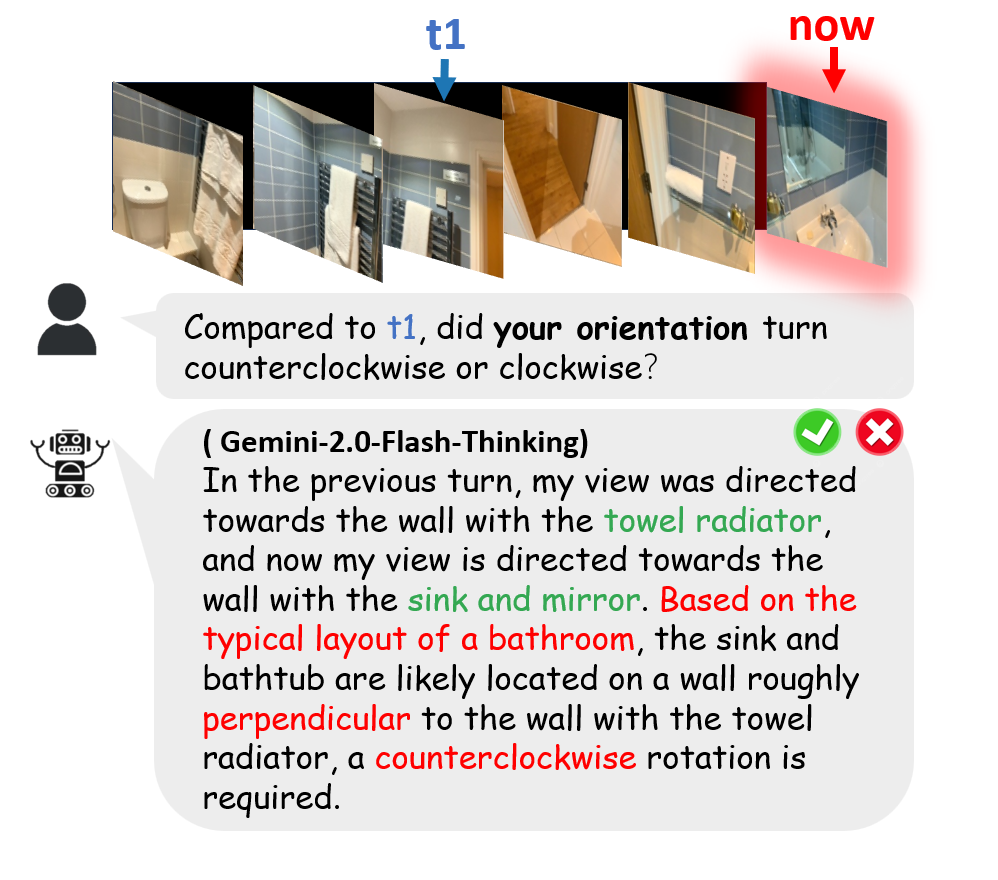 t1
now
Compared to t1, did your orientation turn
counterclockwise or clockwise?
( Gemini-2.0-Flash-Thinking)
In the previous turn, my view was directed
towards the wall with the towel radiator,
and now my view is directed towards the
wall with the sink and mirror. Based on the
typical layout of a bathroom, the sink and
bathtub are likely located on a wall roughly
perpendicular to the wall with the towel
radiator, a counterclockwise rotation is
required.